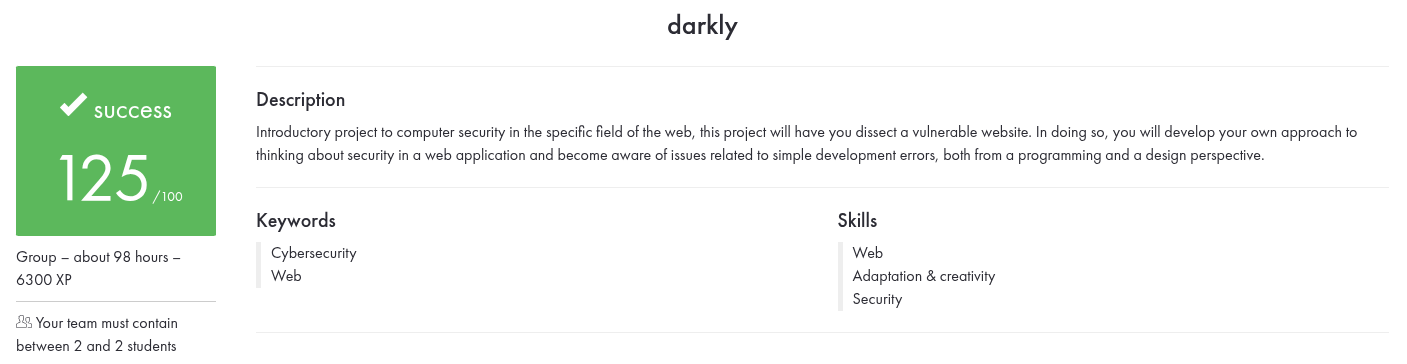 darkly
success
125/100
Group – about 98 hours –
6300 XP
Your team must contain
between 2 and 2 students
Description
Introductory project to computer security in the specific field of the web, this project will have you dissect a vulnerable website. In doing so, you will develop your own approach to
thinking about security in a web application and become aware of issues related to simple development errors, both from a programming and a design perspective.
Keywords
Cybersecurity
Web
Skills
Web
Adaptation & creativity
Security